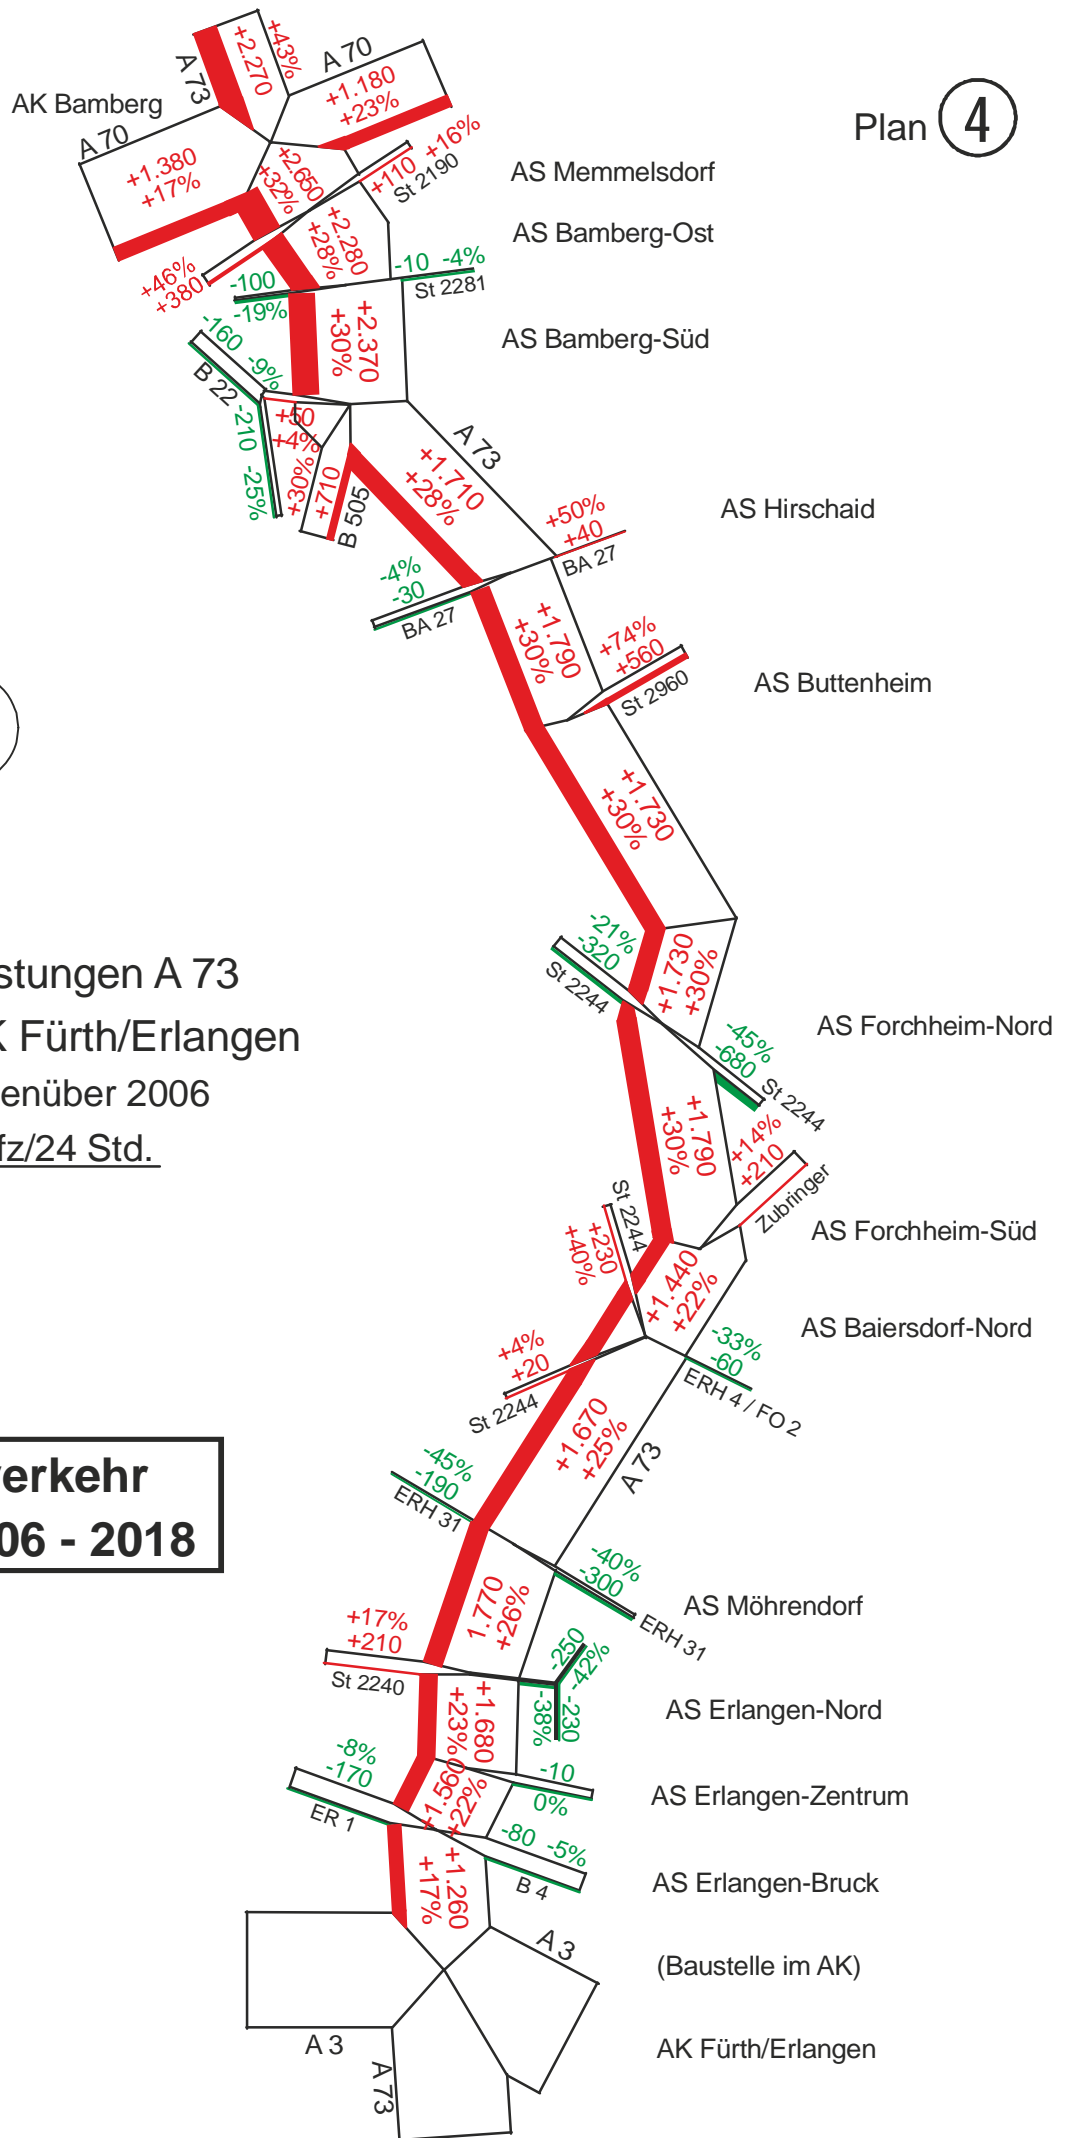 Plan 4
AK Bamberg
A 73
+2.270
+43%
A 70
+1.180
+23%
A 70
+1.380
+17%
+2.650
+32%
+110 +16%
St 2190
AS Memmelsdorf
+46%
+380
+2.280
+28%
AS Bamberg-Ost
-100
-19%
-10 -4%
St 2281
+2.370
+30%
AS Bamberg-Süd
-160 -9%
B 22
-210 -25%
+50
+4%
+30%
+710
B 505
A 73
+1.710
+28%
+50%
+40
BA 27
AS Hirschaid
-4%
-30
BA 27
+1.790
+30%
+74%
+560
St 2960
AS Buttenheim
+1.730
+30%
-21%
-320
St 2244
+1.730
+30%
stungen A 73
K Fürth/Erlangen
enüber 2006
fz/24 Std.
AS Forchheim-Nord
-45%
-680
St 2244
+1.790
+30%
+14%
+210
Zubringer
AS Forchheim-Süd
St 2244
+230
+40%
+1.440
+22%
AS Baiersdorf-Nord
-33%
-60
ERH 4 / FO 2
+4%
+20
St 2244
+1.670
+25%
A 73
verkehr
06 - 2018
-45%
-190
ERH 31
-40%
-300
ERH 31
AS Möhrendorf
1.770
+26%
+17%
+210
St 2240
-250
-42%
-38%
-230
AS Erlangen-Nord
+1.680
+23%
-8%
-170
ER 1
-10
0%
AS Erlangen-Zentrum
+1.560
+22%
-80 -5%
B 4
AS Erlangen-Bruck
+1.260
+17%
A 3
(Baustelle im AK)
A 3
A 73
AK Fürth/Erlangen